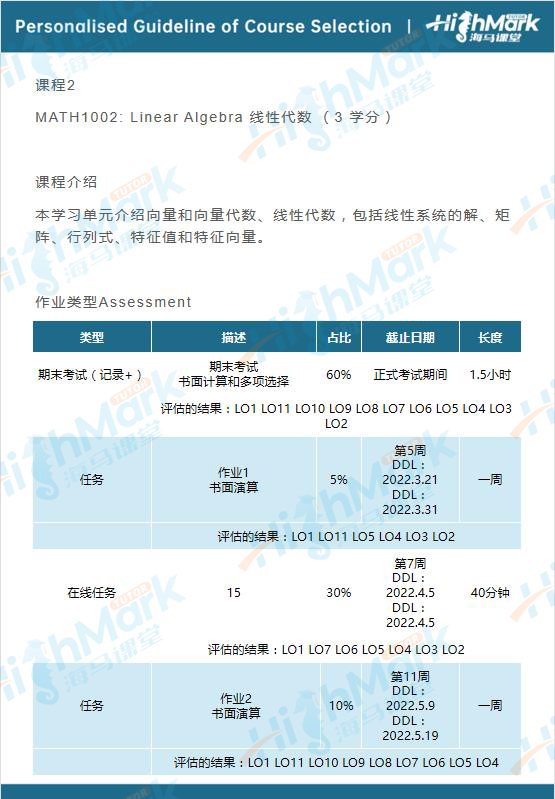 Personalised Guideline of Course Selection | HighMark TUTOR 海马课堂
课程2
MATH1002: Linear Algebra 线性代数 （3 学分）
课程介绍
本学习单元介绍向量和向量代数、线性代数，包括线性系统的解、矩
阵、行列式、特征值和特征向量。
作业类型Assessment
类型 描述 占比 截止日期 长度
期末考试（记录+） 期末考试 60% 正式考试期间 1.5小时
书面计算和多项选择
评估的结果：LO1 LO11 LO10 LO9 LO8 LO7 LO6 LO5 LO4 LO3
LO2
任务 作业1 5% 第5周 一周
书面演算 DDL：
2022.3.21
DDL：
2022.3.31
评估的结果：LO1 LO11 LO5 LO4 LO3 LO2
在线任务 15 30% 第7周 40分钟
DDL：
2022.4.5
DDL：
2022.4.5
评估的结果：LO1 LO7 LO6 LO5 LO4 LO3 LO2
任务 作业2 10% 第11周 一周
书面演算 DDL：
2022.5.9
DDL：
2022.5.19
评估的结果：LO1 LO11 LO10 LO9 LO8 LO7 LO6 LO5 LO4